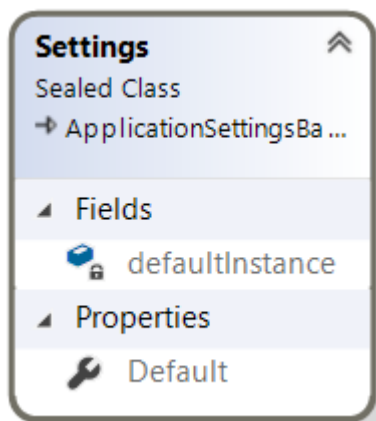 Settings
Sealed Class
ApplicationSettingsBa...
Fields
defaultInstance
Properties
Default